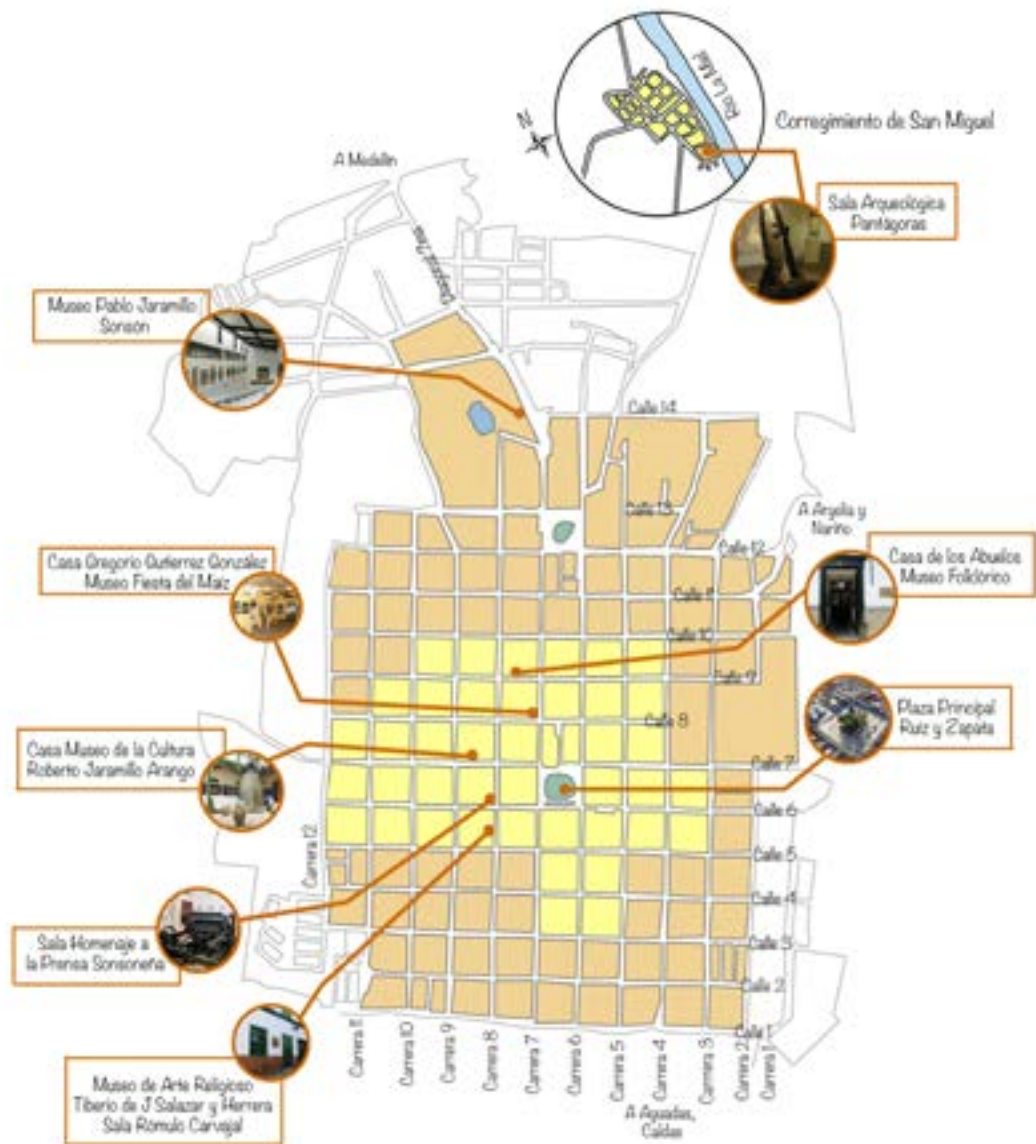 Río La Miel
N
Corregimiento de San Miguel
A Medellín
Sala Arqueológica
Pantágoras
Museo Pablo Jaramillo
Sonsón
Calle 14
Calle 13
A Argelia y
Nariño
Calle 12
Casa Gregorio Gutierrez González
Museo Fiesta del Maíz
Casa de los Abuelos
Museo Folklórico
Calle 11
Calle 10
Calle 9
Calle 8
Plaza Principal
Ruiz y Zapata
Casa Museo de la Cultura
Roberto Jaramillo Arango
Calle 7
Calle 6
Carrera 12
Calle 5
Calle 4
Sala Homenaje a
la Prensa Sonsoneña
Calle 3
Calle 2
Calle 1
Carrera 11
Carrera 10
Carrera 9
Carrera 8
Carrera 7
Carrera 6
Carrera 5
Carrera 4
Carrera 3
Carrera 2
Carrera 1
Museo de Arte Religioso
Tiberio de J Salazar y Herrera
Sala Rómulo Carvajal
A Aguadas,
Caldas